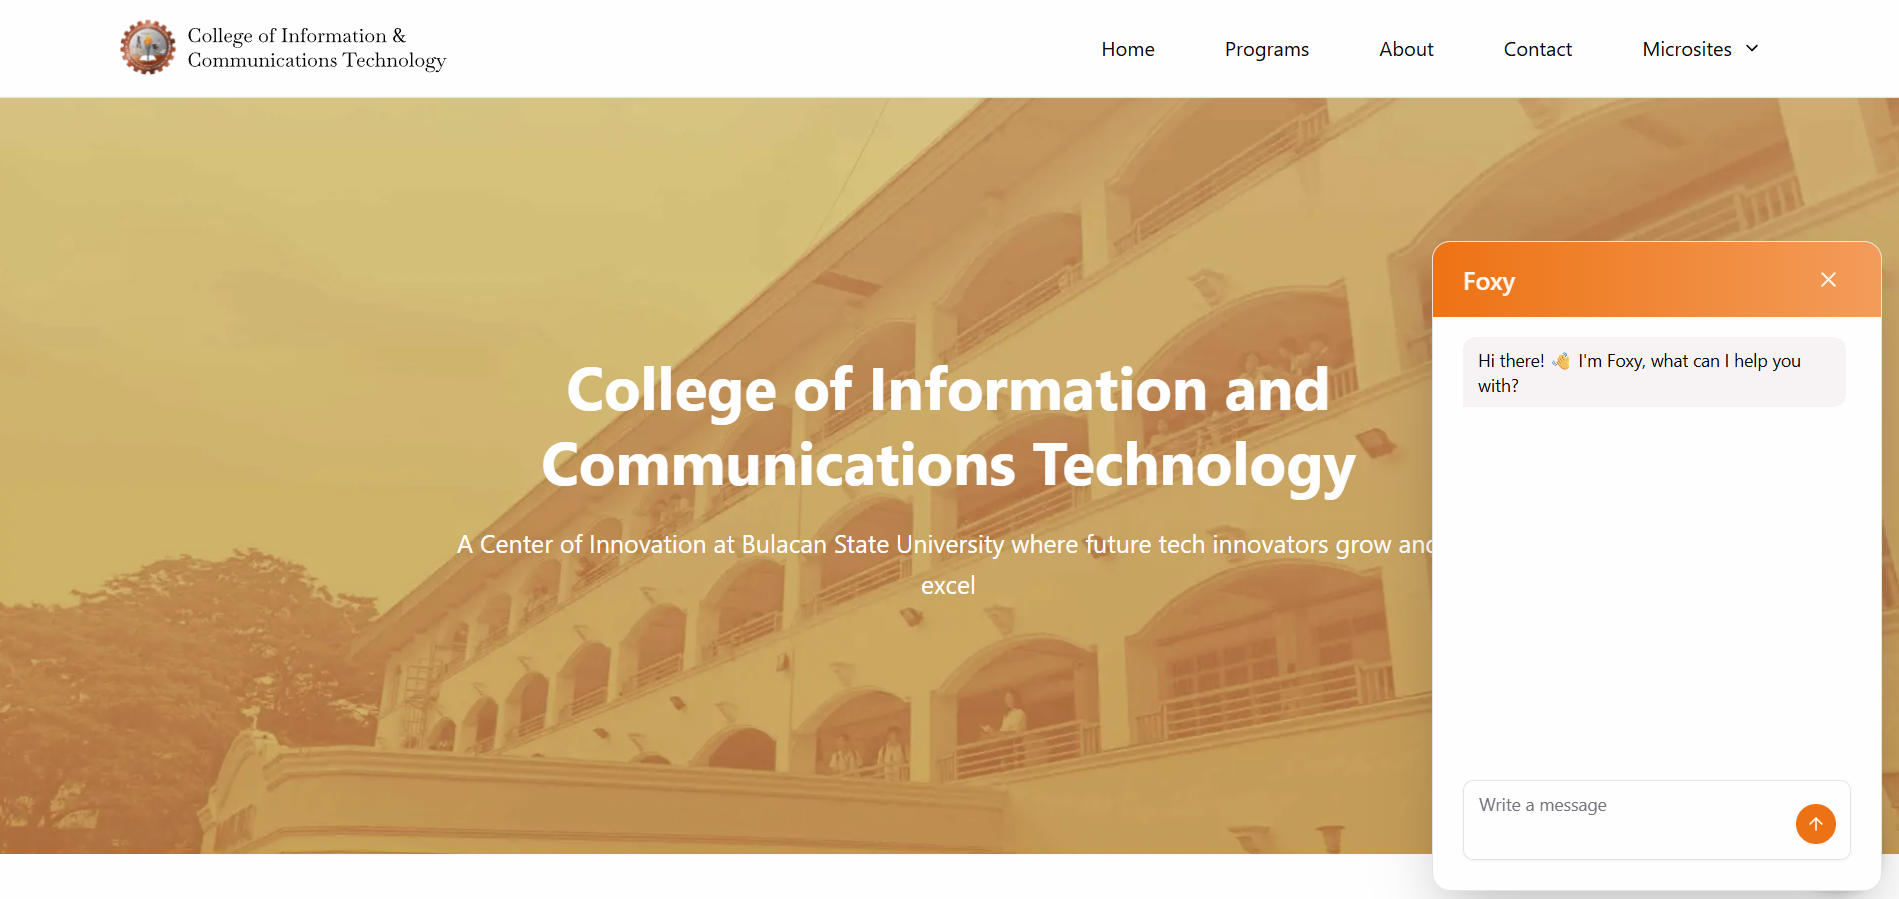 College of Information &
Communications Technology
Home
Programs
About
Contact
Microsites
College of Information and
Communications Technology
A Center of Innovation at Bulacan State University where future tech innovators grow and
excel
Foxy
Hi there! 👋 I'm Foxy, what can I help you
with?
Write a message